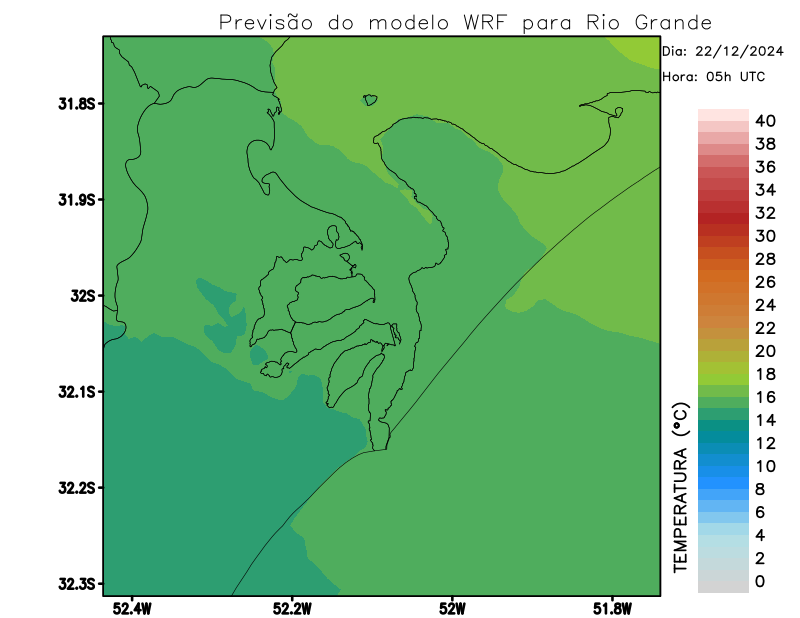 Previsão do modelo WRF para Rio Grande
Dia: 22/12/2024
Hora: 05h UTC
31.8S
31.9S
32S
32.1S
32.2S
32.3S
52.4W
52.2W
52W
51.8W
TEMPERATURA (°C)
40
38
36
34
32
30
28
26
24
22
20
18
16
14
12
10
8
6
4
2
0